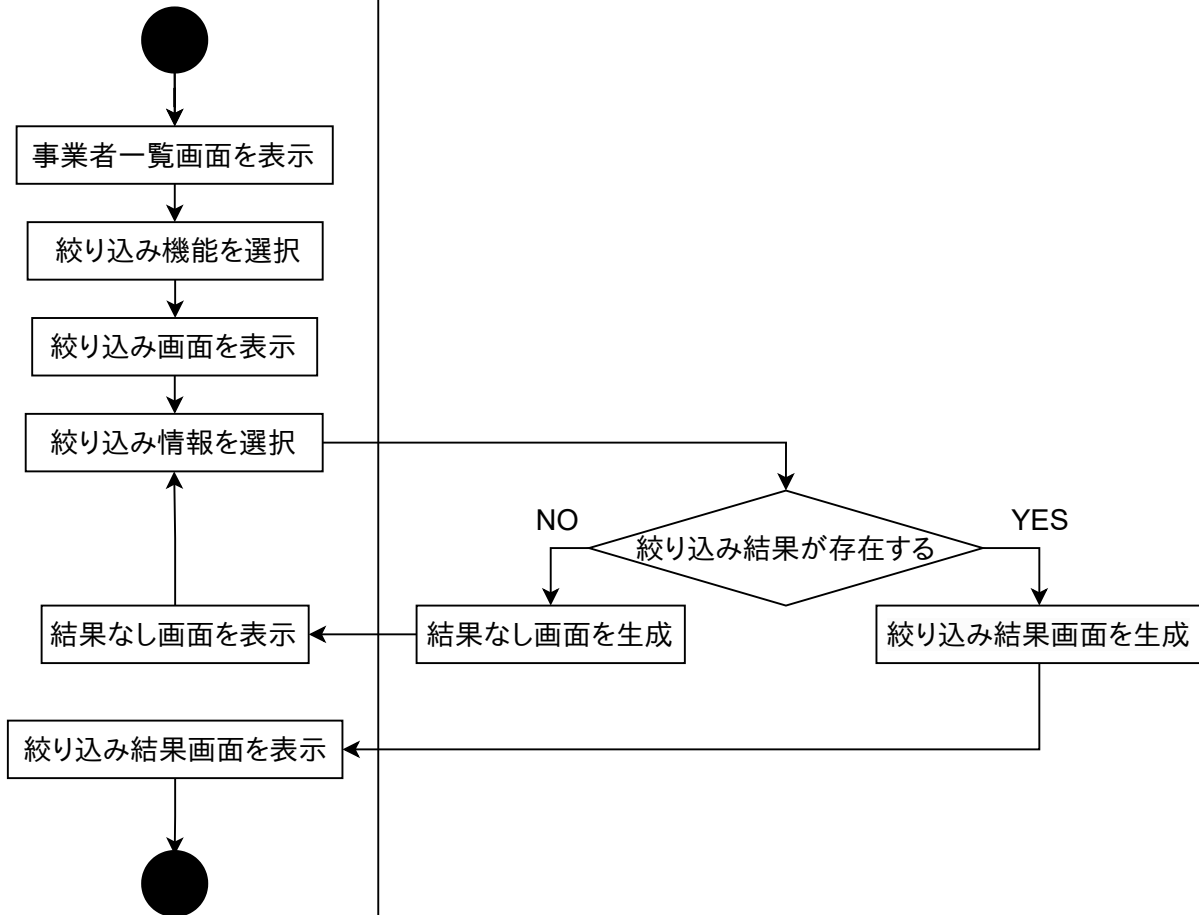 事業者一覧画面を表示
絞り込み機能を選択
絞り込み画面を表示
絞り込み情報を選択
NO
YES
絞り込み結果が存在する
結果なし画面を表示
結果なし画面を生成
絞り込み結果画面を生成
絞り込み結果画面を表示